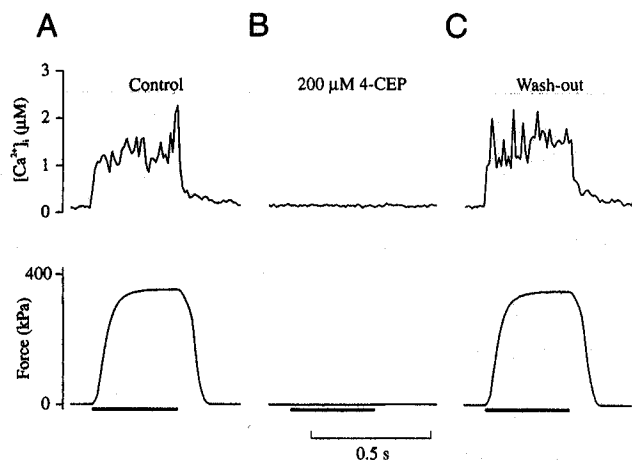 A B C
Control 200 μM 4-CEP Wash-out
[Ca²⁺]ᵢ (μM)
3
2
1
0
Force (kPa)
400
0
0.5 s